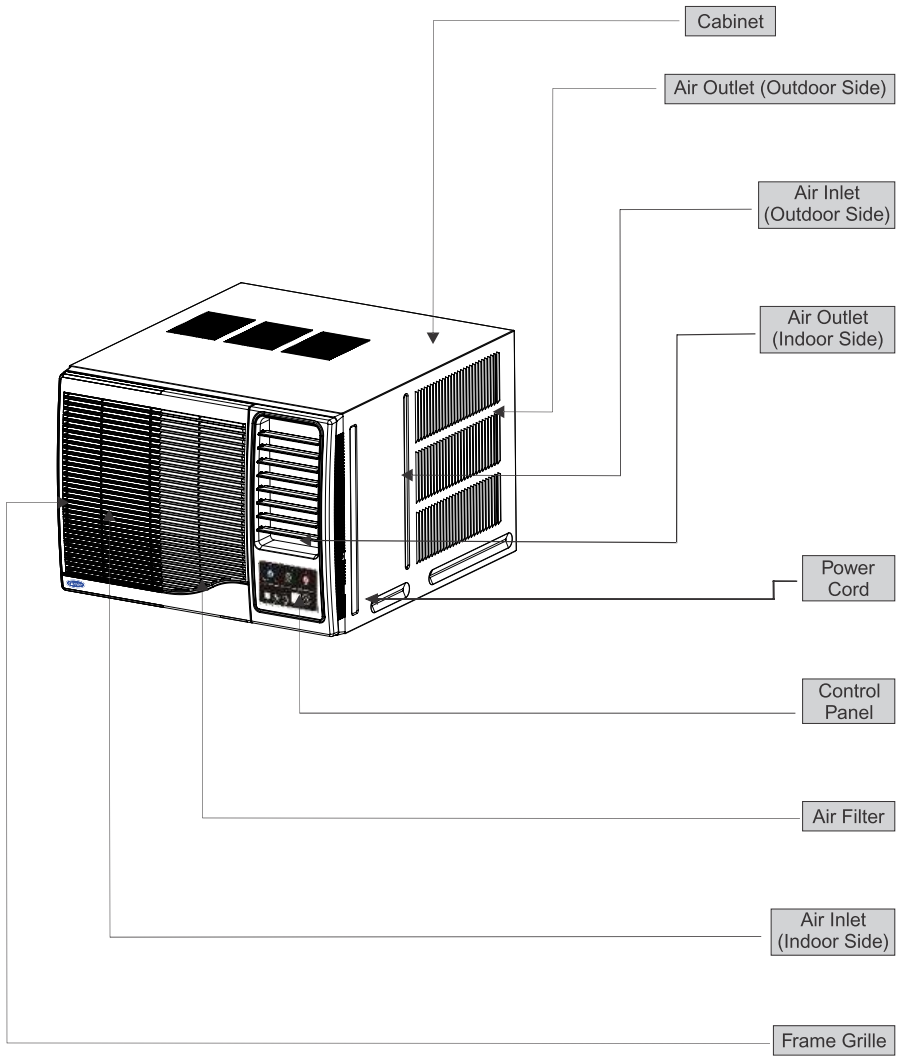 Cabinet
Air Outlet (Outdoor Side)
Air Inlet
(Outdoor Side)
Air Outlet
(Indoor Side)
Power
Cord
Control
Panel
Air Filter
Air Inlet
(Indoor Side)
Frame Grille